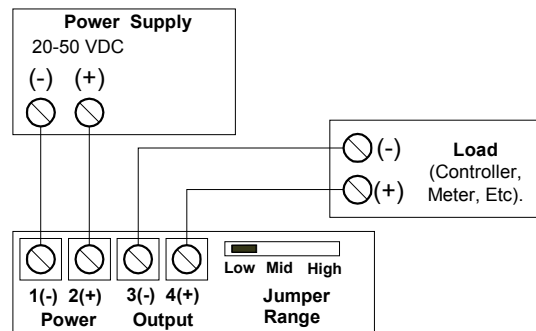 Power Supply
20-50 VDC
(-) (+)
(-)
(+)
Load
(Controller,
Meter, Etc).
Low Mid High
1(-) 2(+) 3(-) 4(+)
Power Output
Jumper
Range